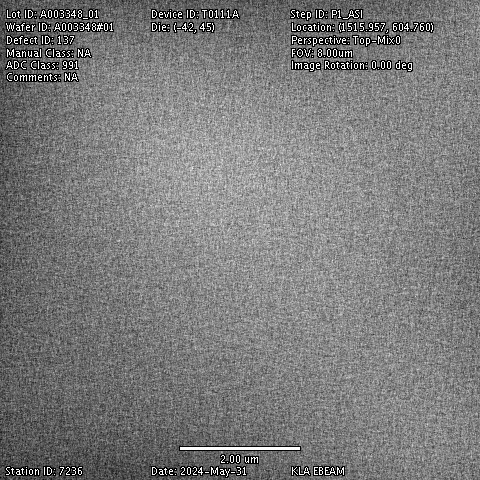 Lot ID: A003348_01
Wafer ID: A003348#01
Defect ID: 137
Manual Class: NA
ADC Class: 991
Comments: NA
Device ID: T0111A
Die: (-42, 45)
Step ID: P1_ASI
Location: (1515.957, 604.760)
Perspective: Top-Mix0
FOV: 8.00um
Image Rotation: 0.00 deg
2.00 um
Station ID: 7236
Date: 2024-May-31
KLA EBEAM